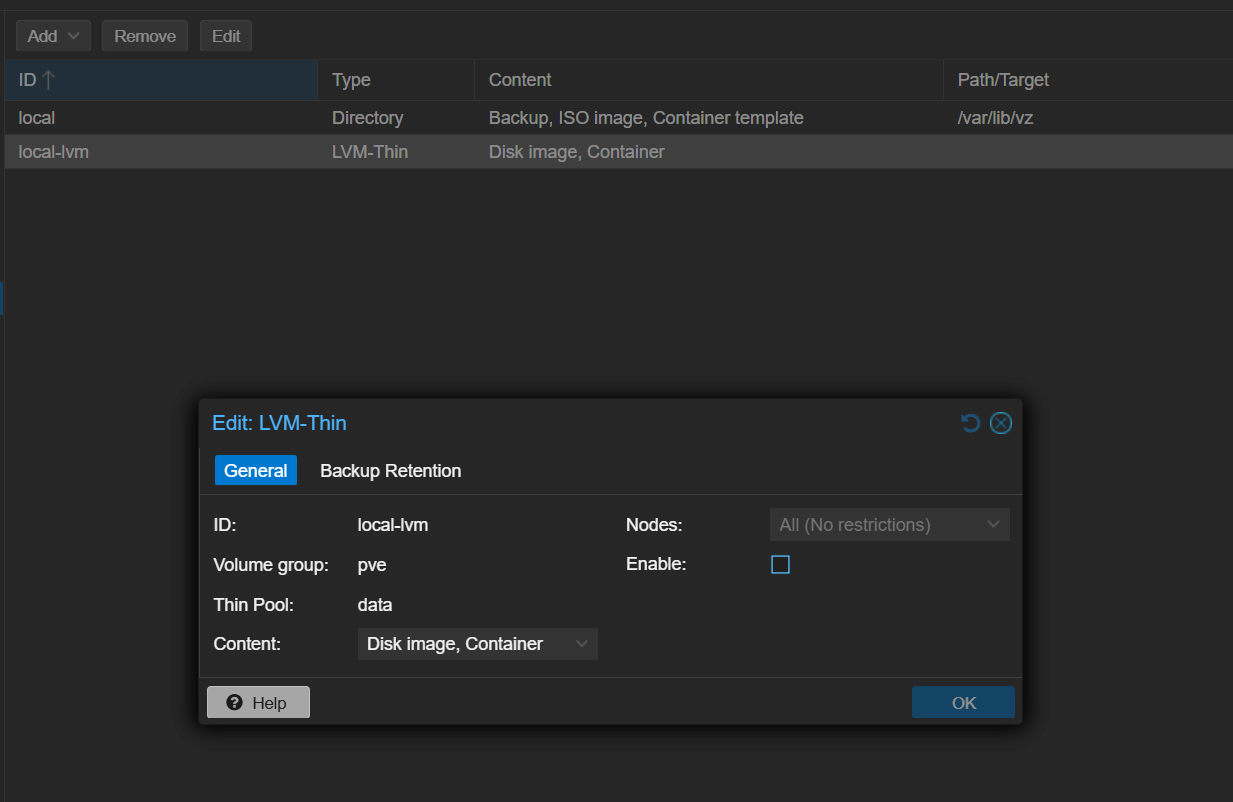 Add Remove Edit
ID Type Content Path/Target
local Directory Backup, ISO image, Container template /var/lib/vz
local-lvm LVM-Thin Disk image, Container
Edit: LVM-Thin
General Backup Retention
ID: local-lvm Nodes: All (No restrictions)
Volume group: pve Enable:
Thin Pool: data
Content: Disk image, Container
Help OK